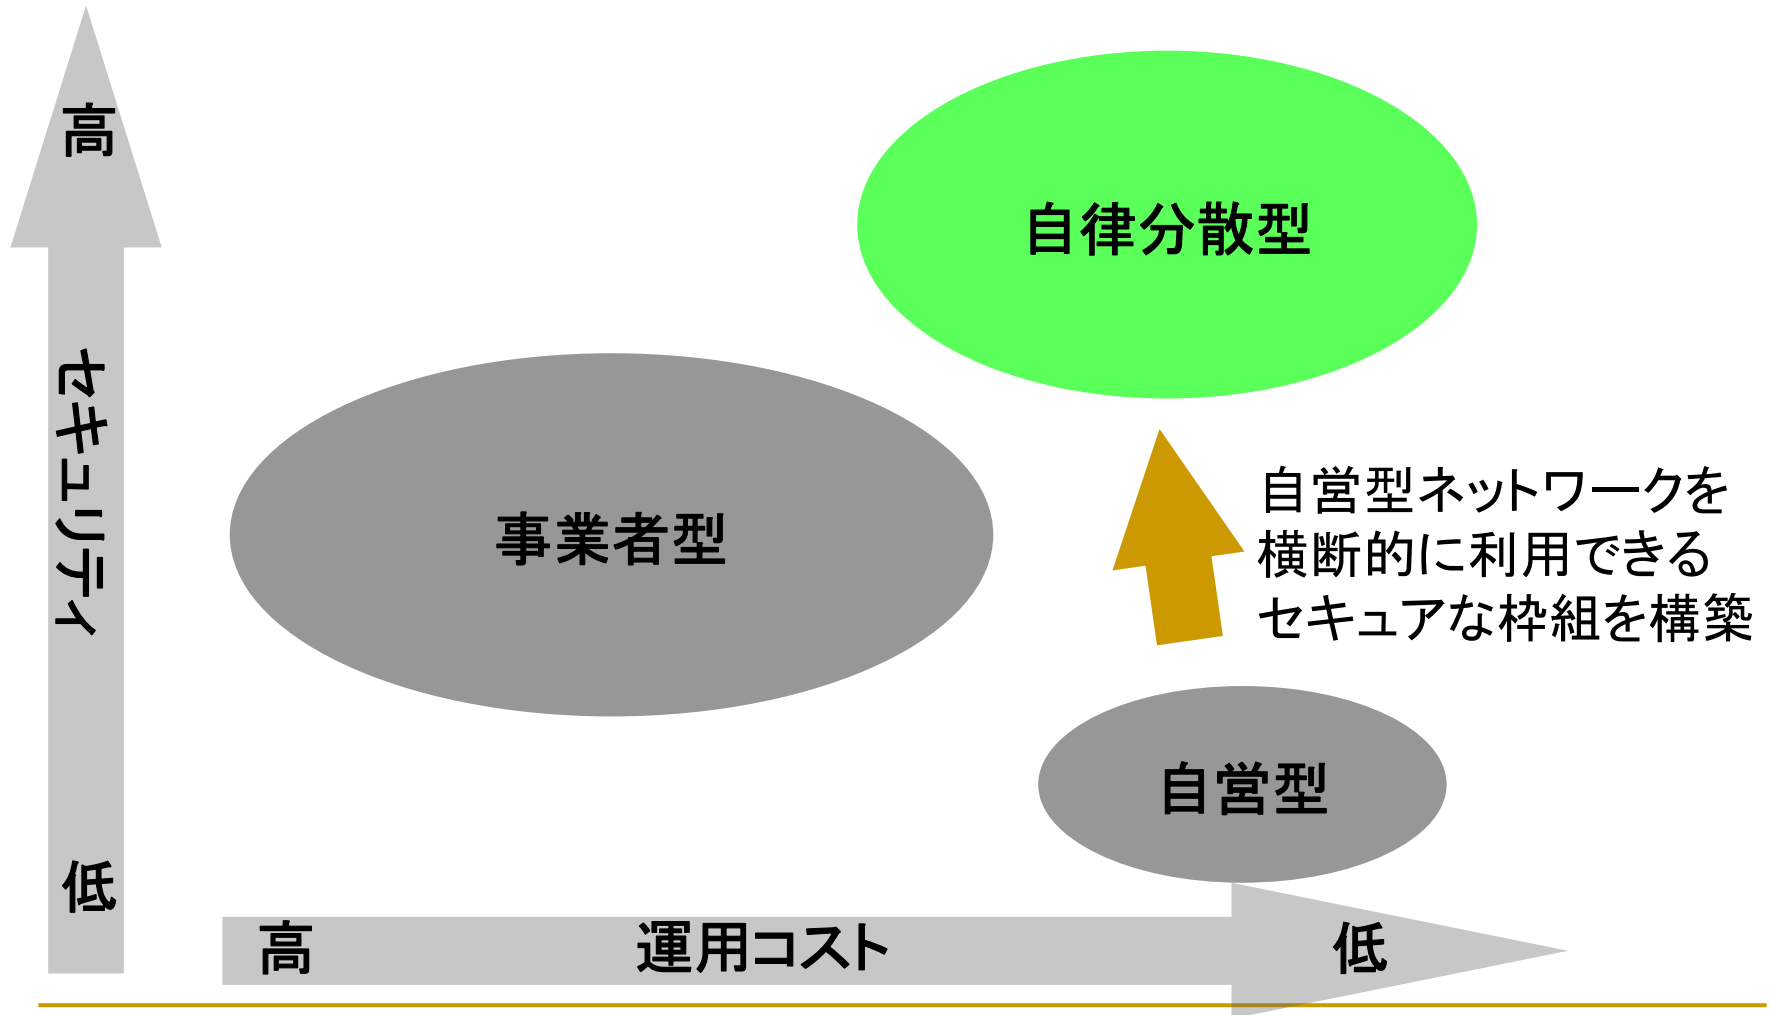 高
セキュリティ
低
自律分散型
事業者型
自営型ネットワークを
横断的に利用できる
セキュアな枠組を構築
自営型
高
運用コスト
低